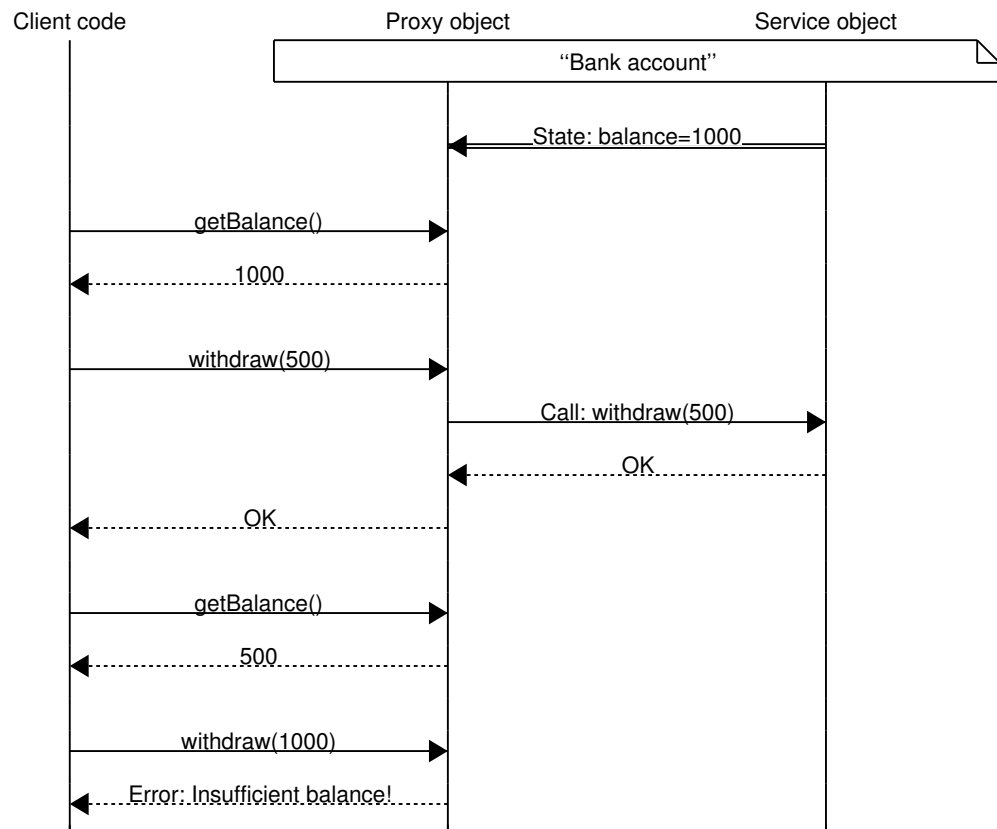 Client code
Proxy object
Service object
‘‘Bank account’’
State: balance=1000
getBalance()
1000
withdraw(500)
Call: withdraw(500)
OK
OK
getBalance()
500
withdraw(1000)
Error: Insufficient balance!